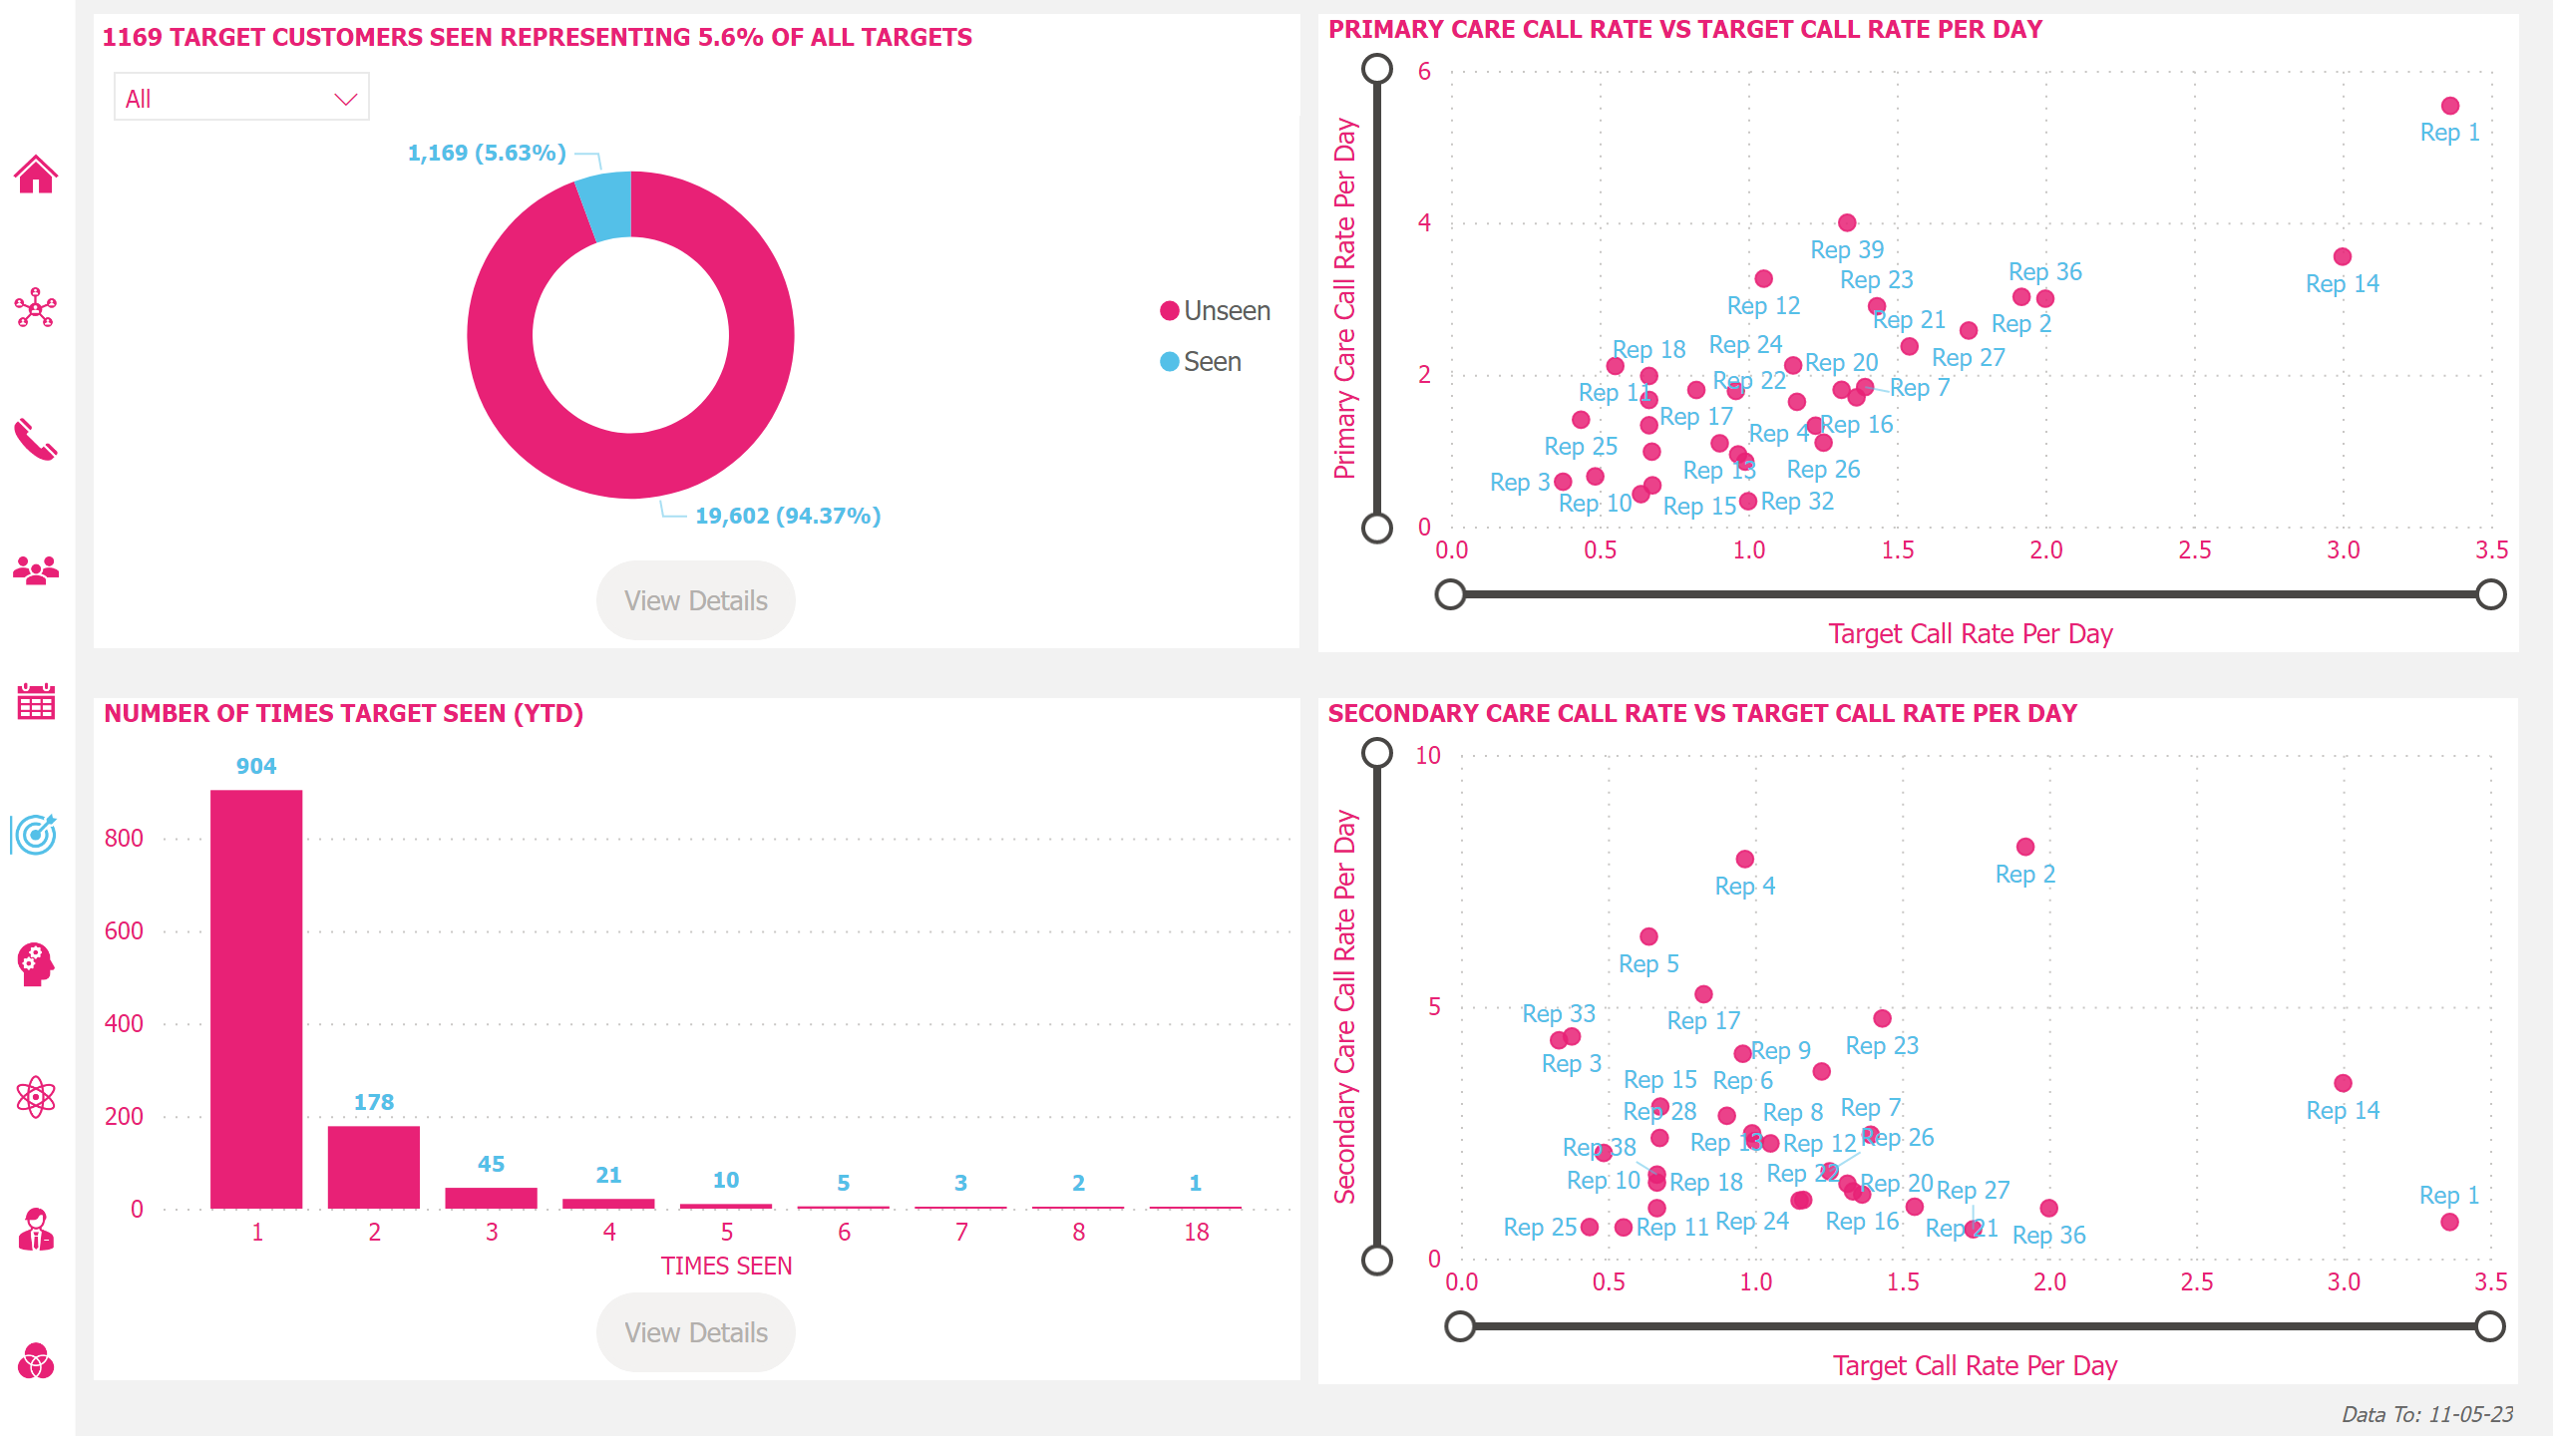 1169 TARGET CUSTOMERS SEEN REPRESENTING 5.6% OF ALL TARGETS
All
1,169 (5.63%)
19,602 (94.37%)
Unseen
Seen
View Details
PRIMARY CARE CALL RATE VS TARGET CALL RATE PER DAY
Primary Care Call Rate Per Day
6
4
2
0
Rep 1
Rep 39
Rep 23
Rep 36
Rep 14
Rep 12
Rep 21
Rep 2
Rep 18
Rep 24
Rep 27
Rep 20
Rep 22
Rep 7
Rep 11
Rep 17
Rep 16
Rep 4
Rep 25
Rep 13
Rep 26
Rep 3
Rep 10
Rep 15
Rep 32
0.0 0.5 1.0 1.5 2.0 2.5 3.0 3.5
Target Call Rate Per Day
NUMBER OF TIMES TARGET SEEN (YTD)
800
600
400
200
0
904
178
45
21
10
5
3
2
1
1 2 3 4 5 6 7 8 18
TIMES SEEN
View Details
SECONDARY CARE CALL RATE VS TARGET CALL RATE PER DAY
Secondary Care Call Rate Per Day
10
5
0
Rep 4
Rep 2
Rep 5
Rep 33
Rep 17
Rep 23
Rep 3
Rep 9
Rep 15
Rep 6
Rep 28
Rep 8
Rep 7
Rep 14
Rep 38
Rep 13
Rep 12
Rep 26
Rep 10
Rep 18
Rep 22
Rep 20
Rep 27
Rep 1
Rep 25
Rep 11
Rep 24
Rep 16
Rep 21
Rep 36
0.0 0.5 1.0 1.5 2.0 2.5 3.0 3.5
Target Call Rate Per Day
Data To: 11-05-23